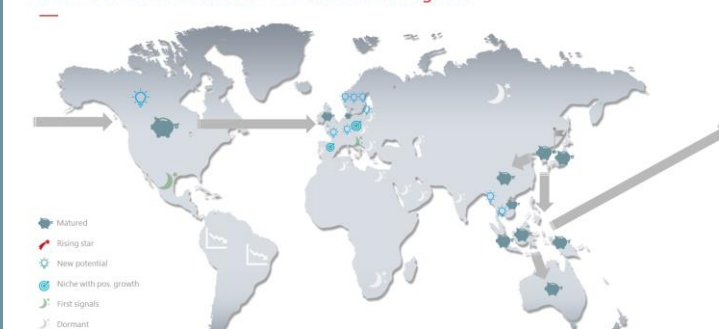 Matured
Rising star
New potential
Niche with pos. growth
First signals
Dormant